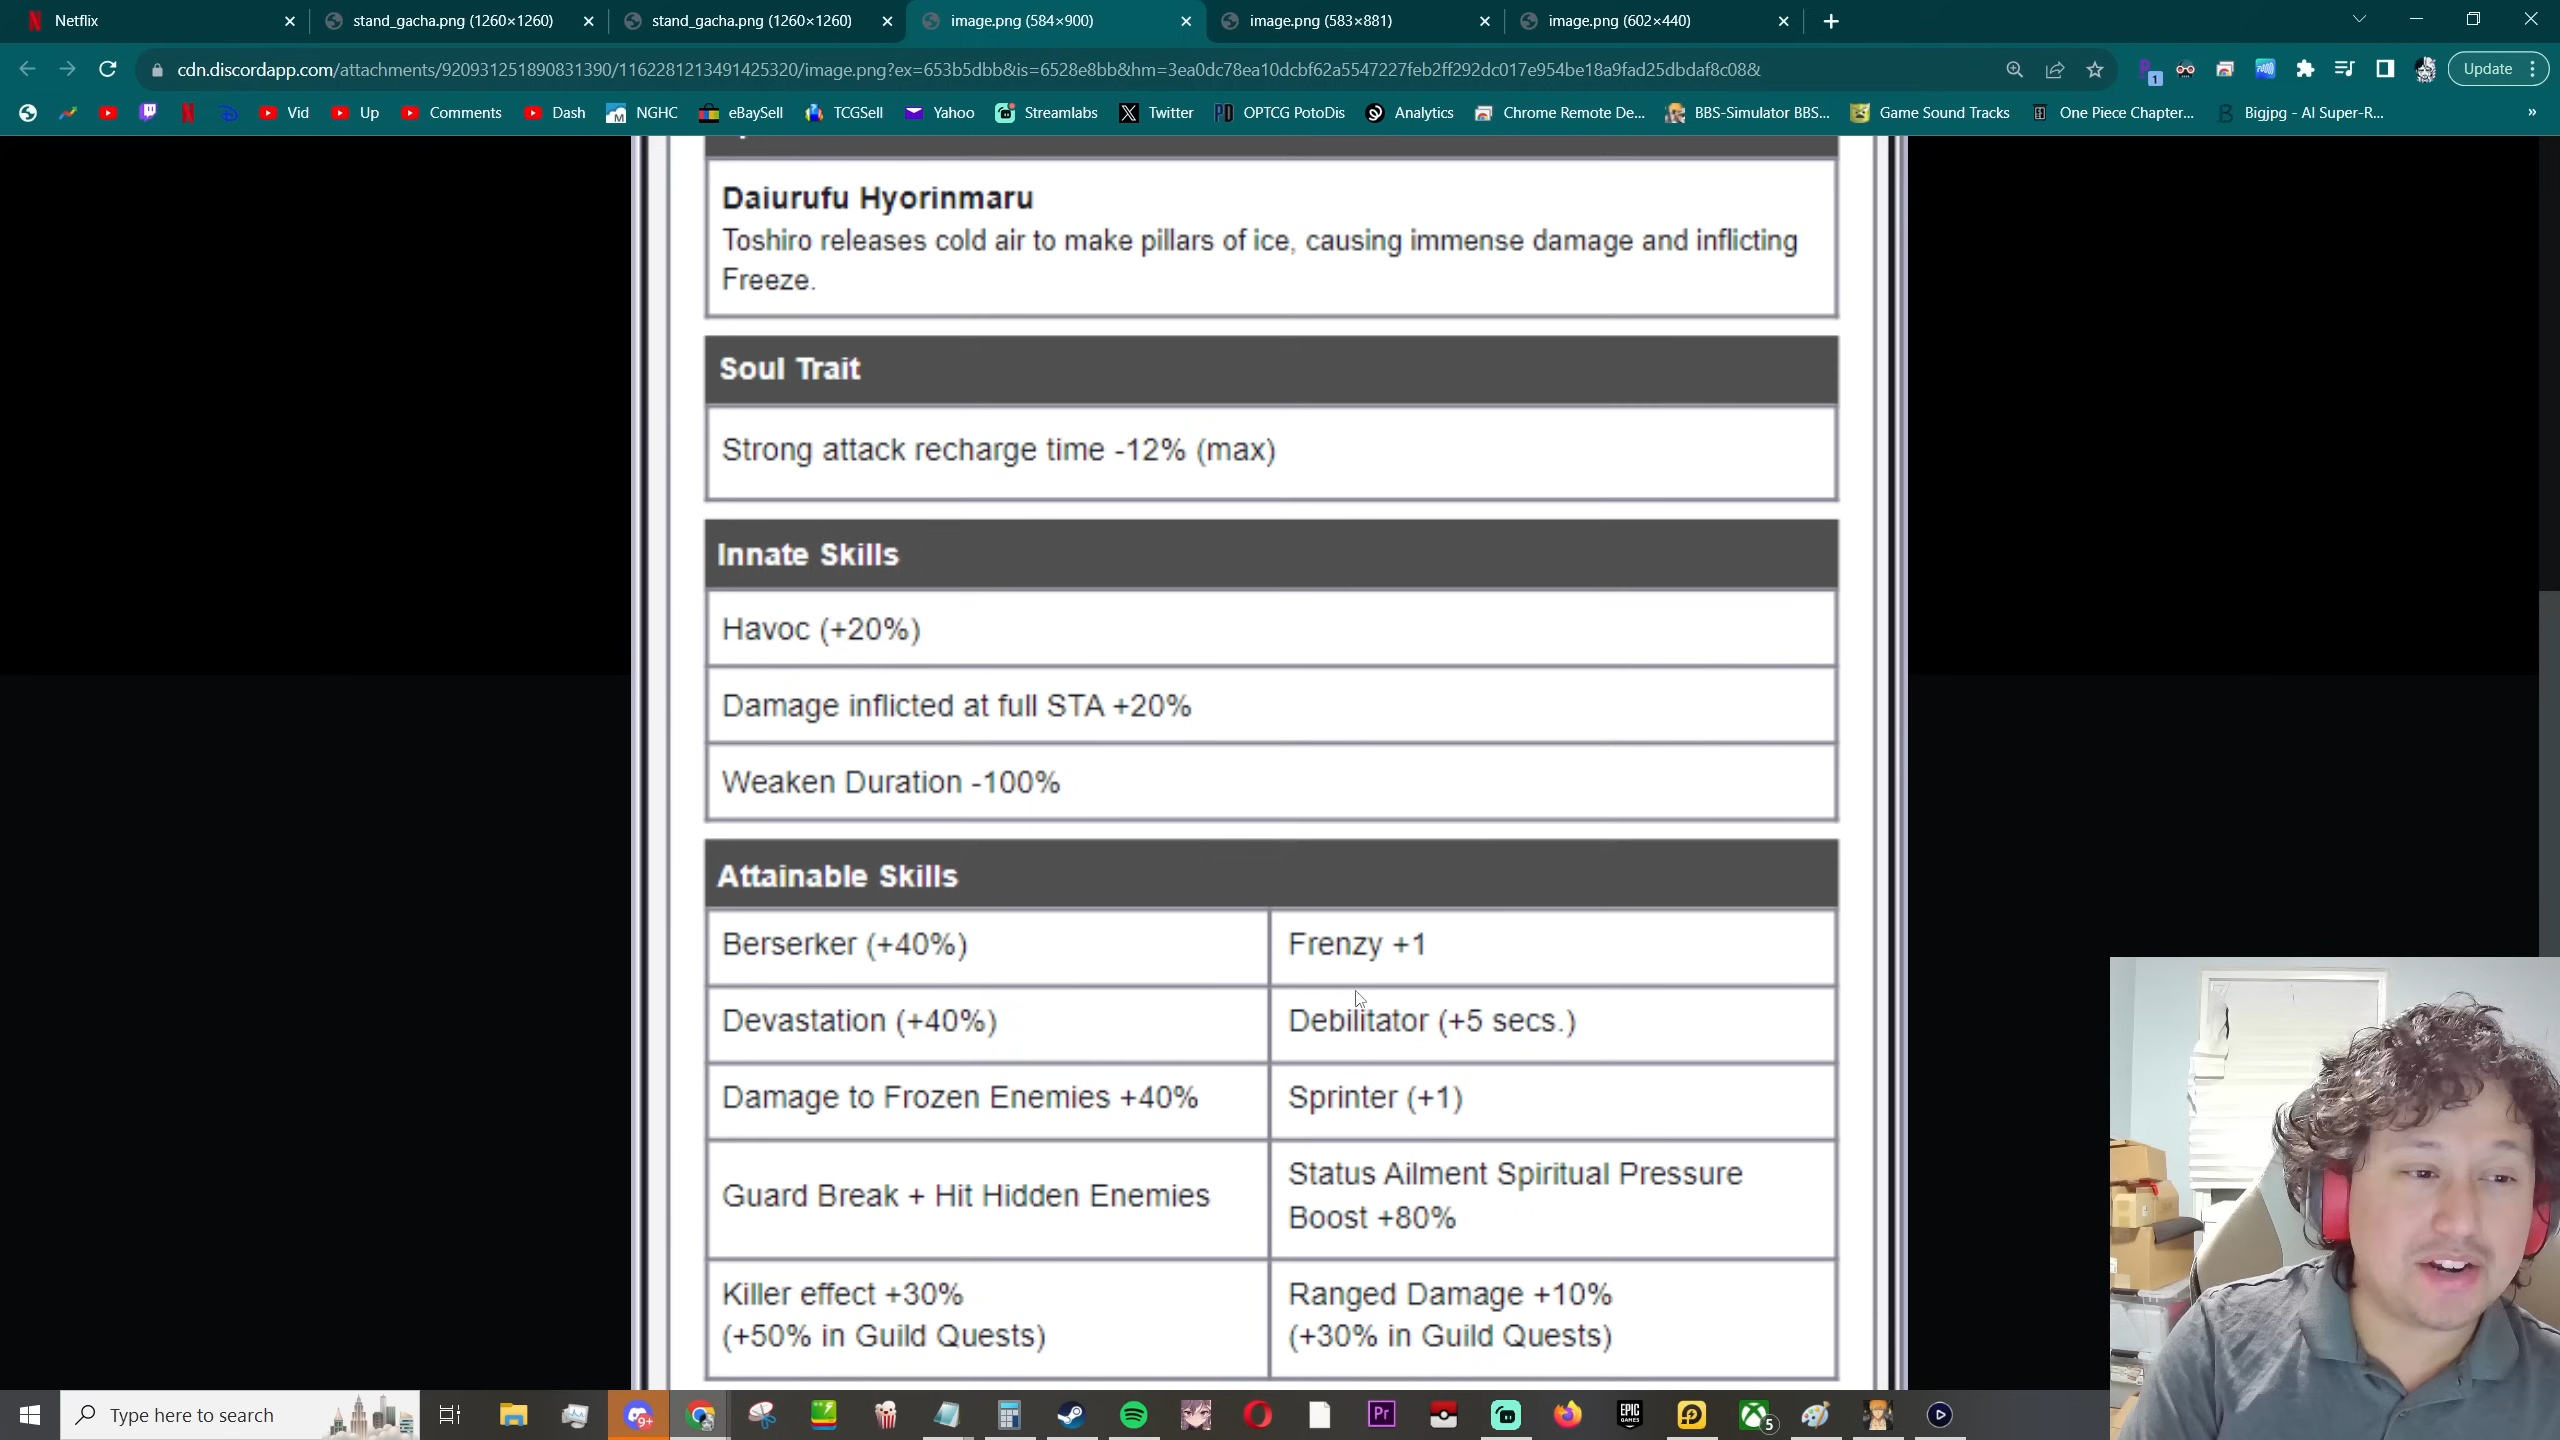 Netflix
stand_gacha.png (1260×1260)
stand_gacha.png (1260×1260)
image.png (584×900)
image.png (583×881)
image.png (602×440)
cdn.discordapp.com/attachments/920931251890831390/1162281213491425320/image.png?ex=653b5dbb&is=6528e8bb&hm=3ea0dc78ea10dcbf62a5547227feb2ff292dc017e954be18a9fad25dbdaf8c08&
1
Update
Vid
Up
Comments
Dash
NGHC
eBaySell
TCGSell
Yahoo
Streamlabs
Twitter
OPTCG PotoDis
Analytics
Chrome Remote De...
BBS-Simulator BBS...
Game Sound Tracks
One Piece Chapter...
Bigjpg - AI Super-R...
»
Daiurufu Hyorinmaru
Toshiro releases cold air to make pillars of ice, causing immense damage and inflicting
Freeze.
Soul Trait
Strong attack recharge time -12% (max)
Innate Skills
Havoc (+20%)
Damage inflicted at full STA +20%
Weaken Duration -100%
Attainable Skills
Berserker (+40%)
Frenzy +1
Devastation (+40%)
Debilitator (+5 secs.)
Damage to Frozen Enemies +40%
Sprinter (+1)
Guard Break + Hit Hidden Enemies
Status Ailment Spiritual Pressure
Boost +80%
Killer effect +30%
(+50% in Guild Quests)
Ranged Damage +10%
(+30% in Guild Quests)
Type here to search
9+
Pr
EPIC
GAMES
5